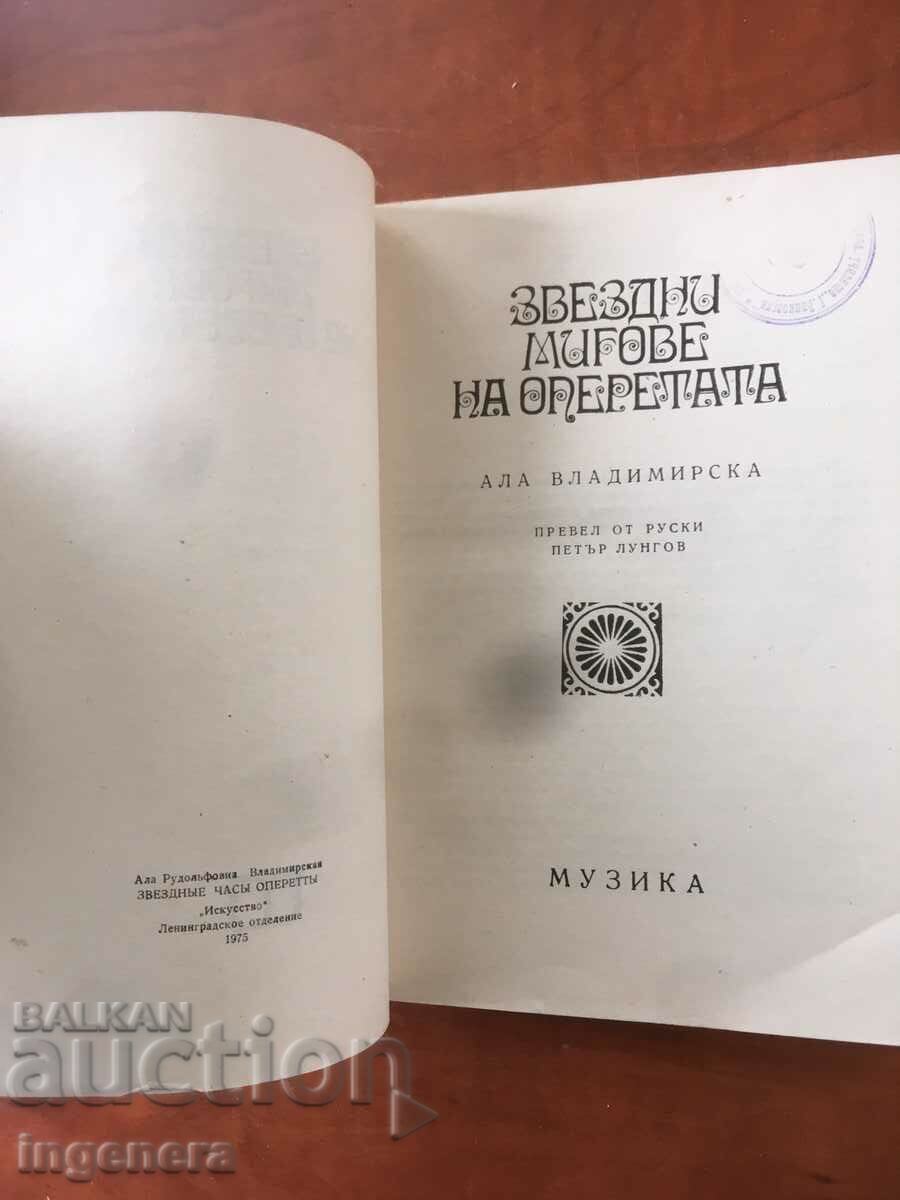 Ала Рудольфовна Владимирская
ЗВЕЗДНЫЕ ЧАСЫ ОПЕРЕТТЫ
„Искусство“
Ленинградское отделение
1975
ЗВЕЗДНИ
МИГОВЕ
НА ОПЕРЕТАТА
АЛА ВЛАДИМИРСКА
ПРЕВЕЛ ОТ РУСКИ
ПЕТЪР ЛУНГОВ
МУЗИКА
BALKAN
auction
ingenera